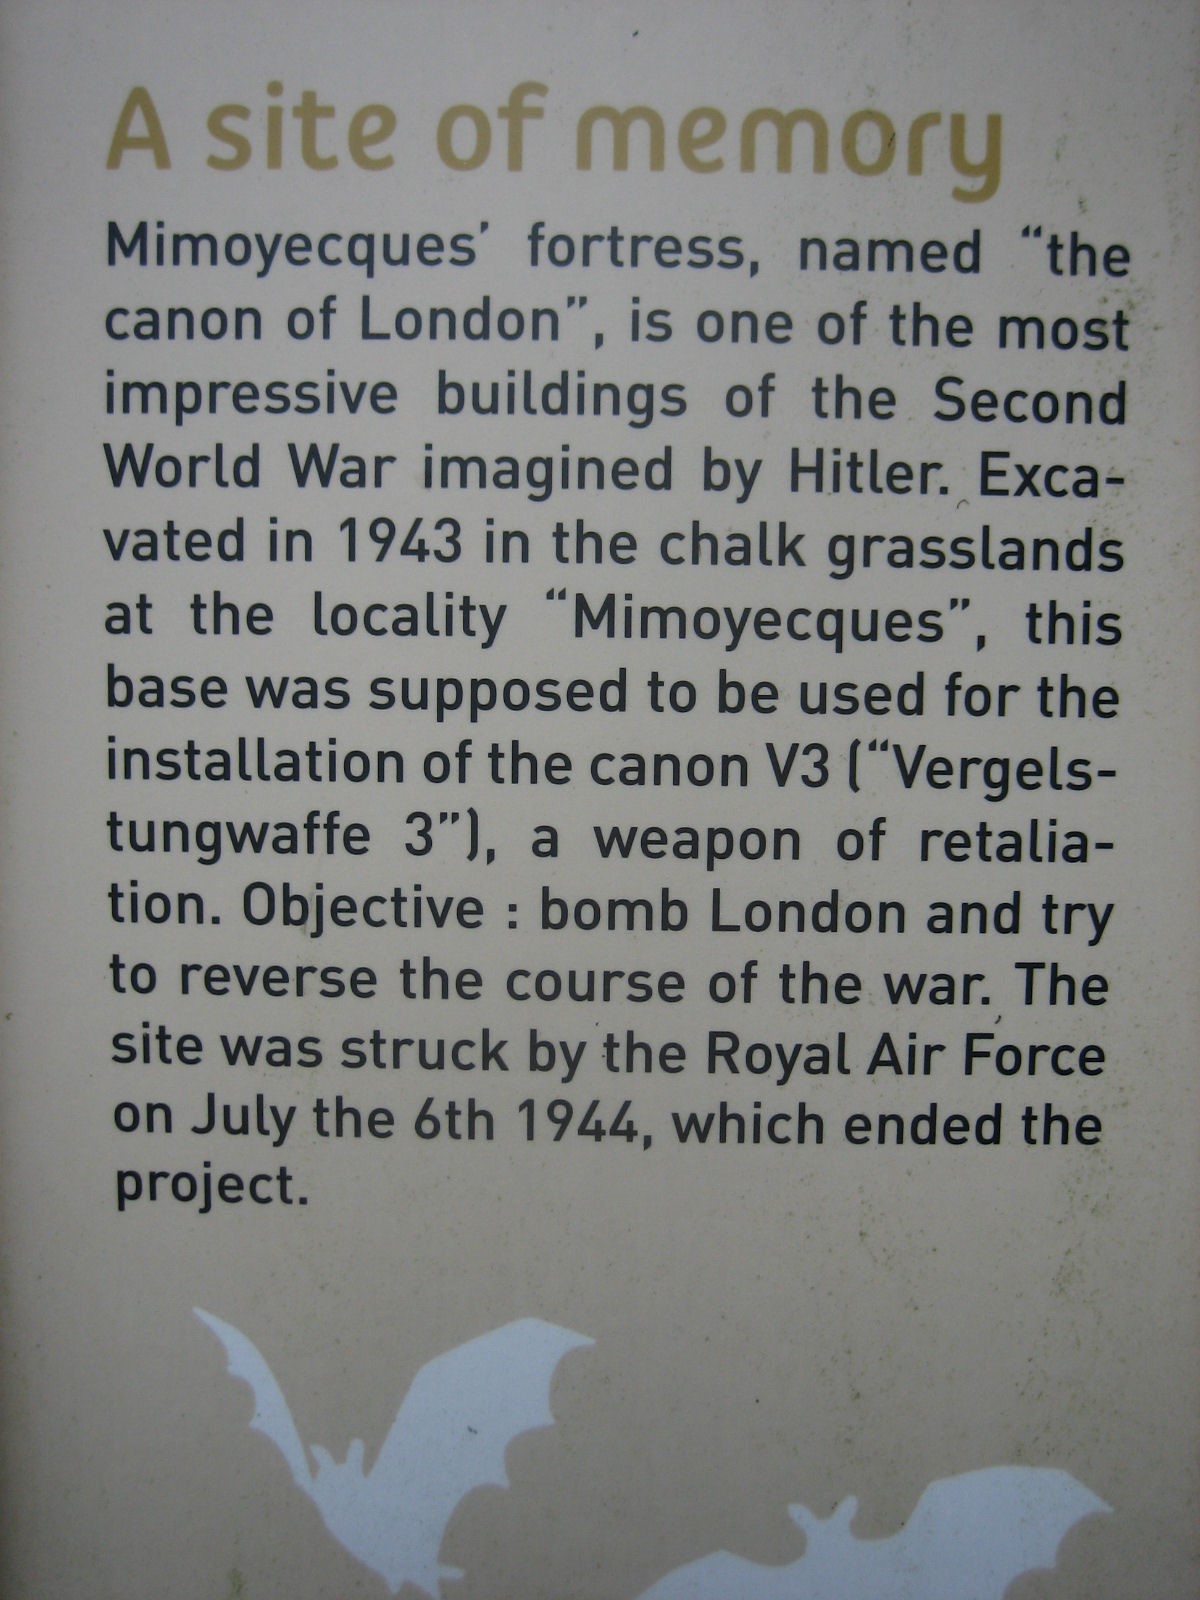 A site of memory
Mimoyecques’ fortress, named “the
canon of London”, is one of the most
impressive buildings of the Second
World War imagined by Hitler. Exca-
vated in 1943 in the chalk grasslands
at the locality “Mimoyecques”, this
base was supposed to be used for the
installation of the canon V3 (“Vergels-
tungwaffe 3”), a weapon of retalia-
tion. Objective : bomb London and try
to reverse the course of the war. The
site was struck by the Royal Air Force
on July the 6th 1944, which ended the
project.